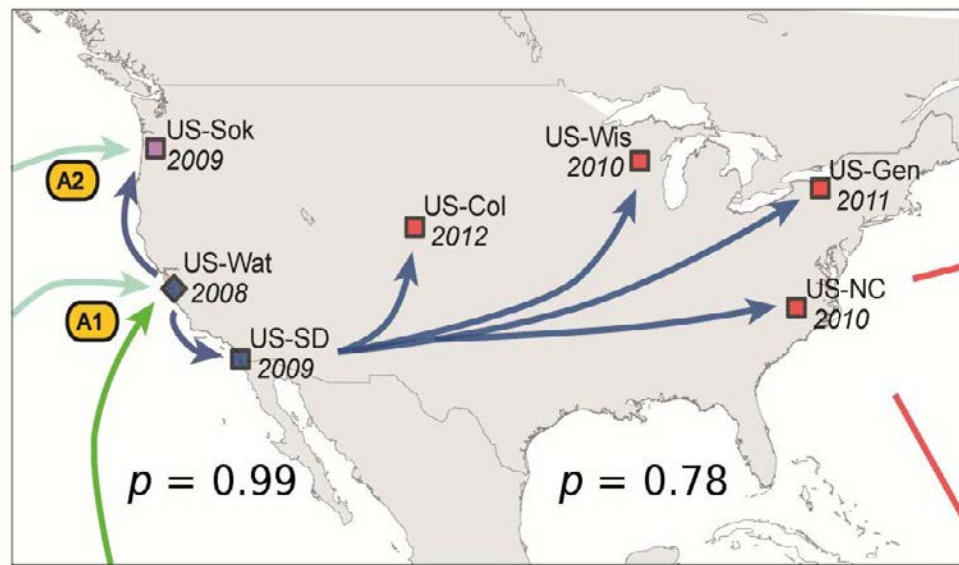 US-Sok
2009
A2
US-Wis
2010
US-Gen
2011
US-Col
2012
US-Wat
2008
A1
US-NC
2010
US-SD
2009
p = 0.99
p = 0.78